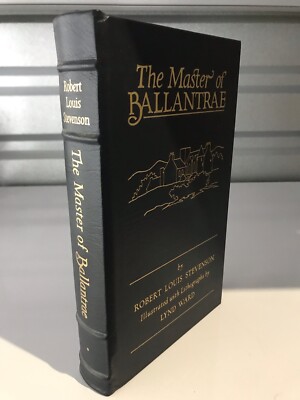 Robert
Louis
Stevenson
The Master of Ballantrae
The Master of
BALLANTRAE
by
ROBERT LOUIS STEVENSON
Illustrated with Lithographs by
LYND WARD